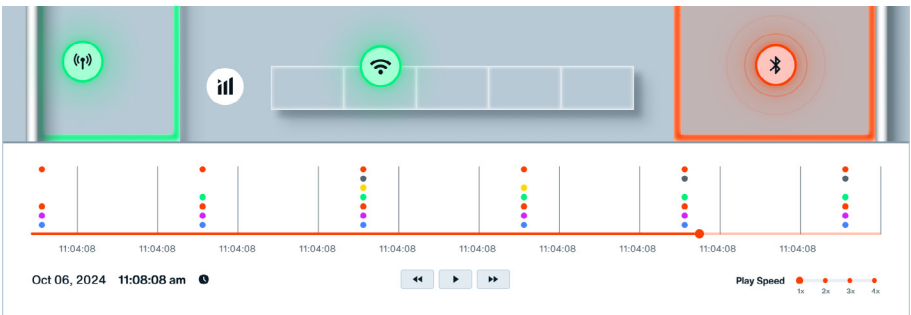 11:04:08 11:04:08 11:04:08 11:04:08 11:04:08 11:04:08 11:04:08 11:04:08 11:04:08 11:04:08
Oct 06, 2024 11:08:08 am Play Speed
1x 2x 3x 4x